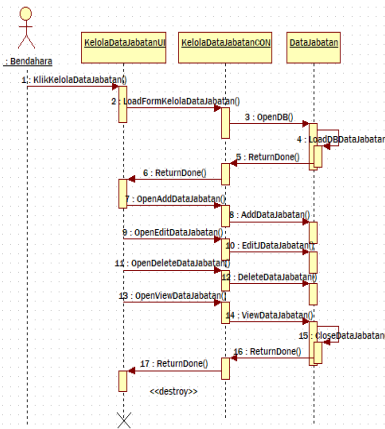 KelolaDataJabatanUI KelolaDataJabatanCON DataJabatan
: Bendahara
1 : KlikKelolaDataJabatan()
2 : LoadFormKelolaDataJabatan()
3 : OpenDB()
4 : LoadDBDataJabatan
5 : ReturnDone()
6 : ReturnDone()
7 : OpenAddDataJabatan()
8 : AddDataJabatan()
9 : OpenEditDataJabatan()
10 : EditJDataJabatan()
11 : OpenDeleteDataJabatan()
12 : DeleteDataJabatan()
13 : OpenViewDataJabatan()
14 : ViewDataJabatan()
15 : CloseDataJabatan
16 : ReturnDone()
17 : ReturnDone()
<<destroy>>